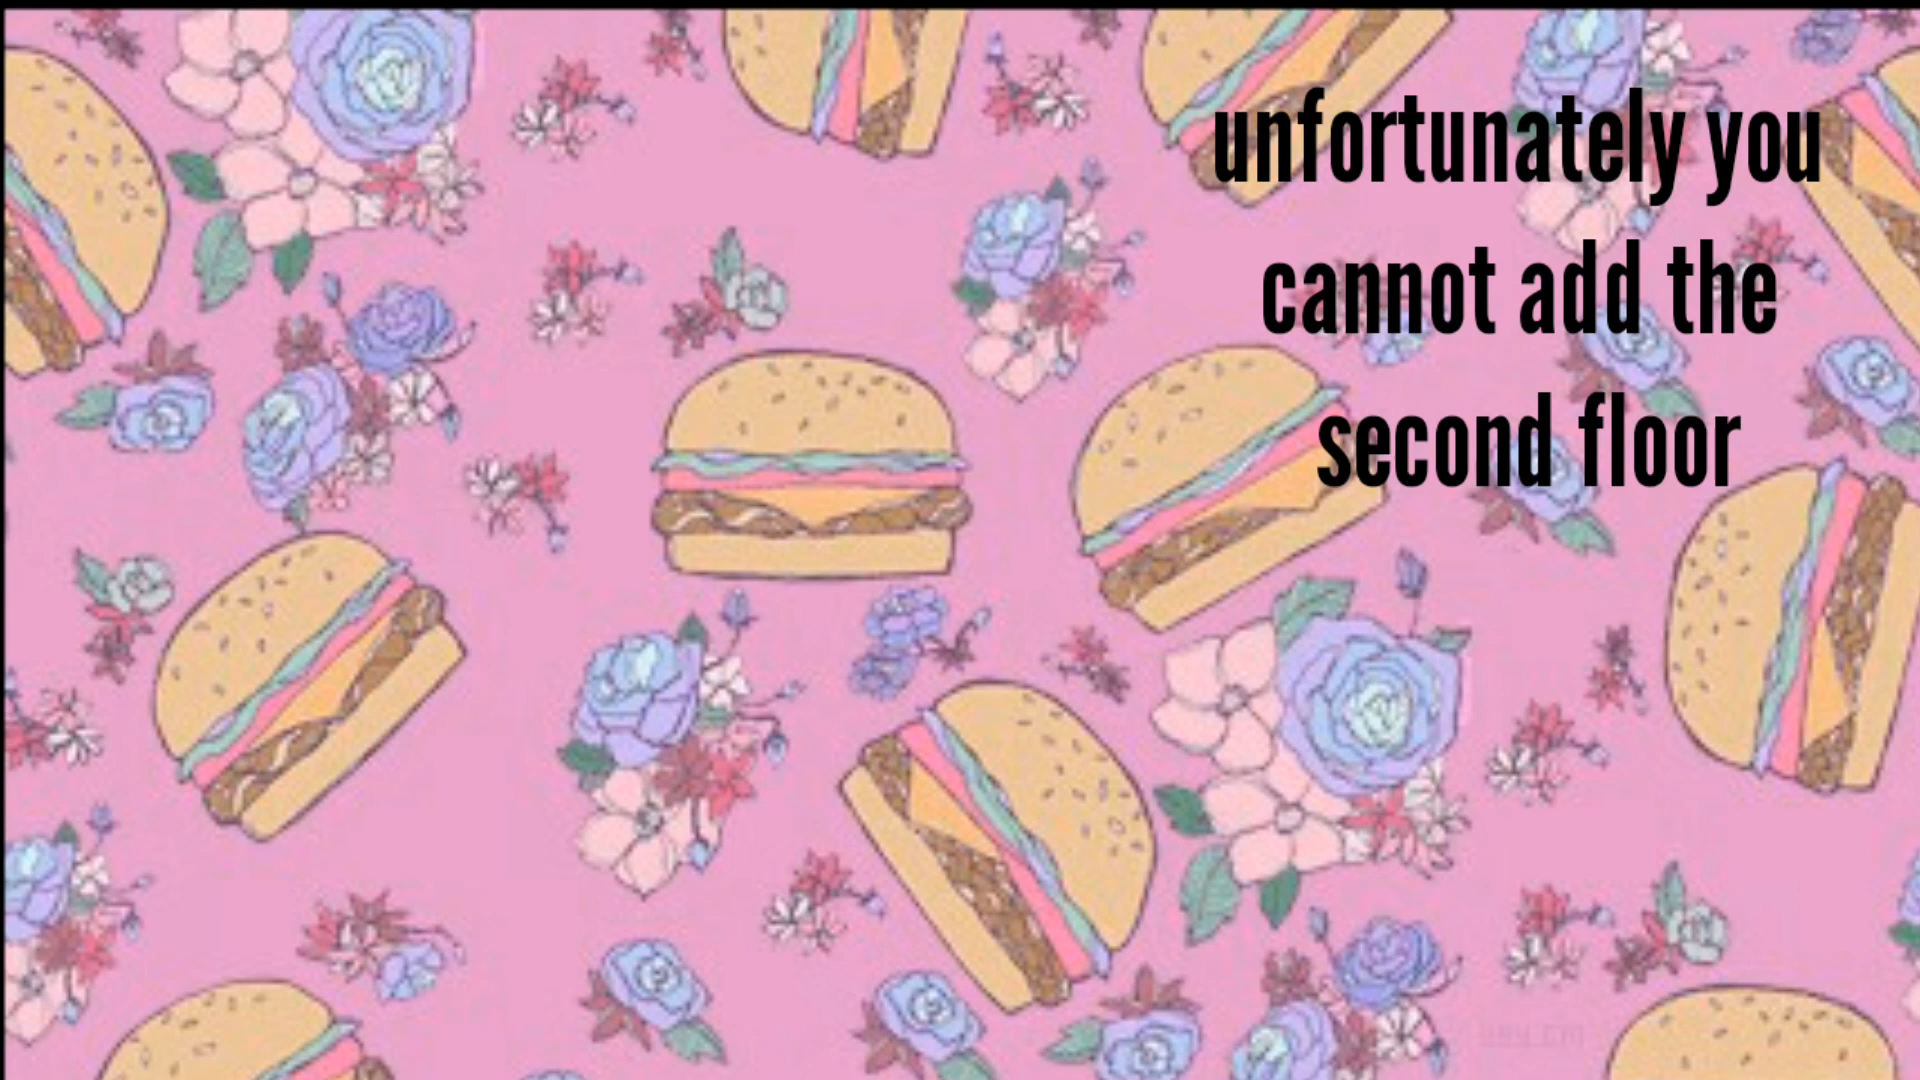 unfortunately you
cannot add the
second floor